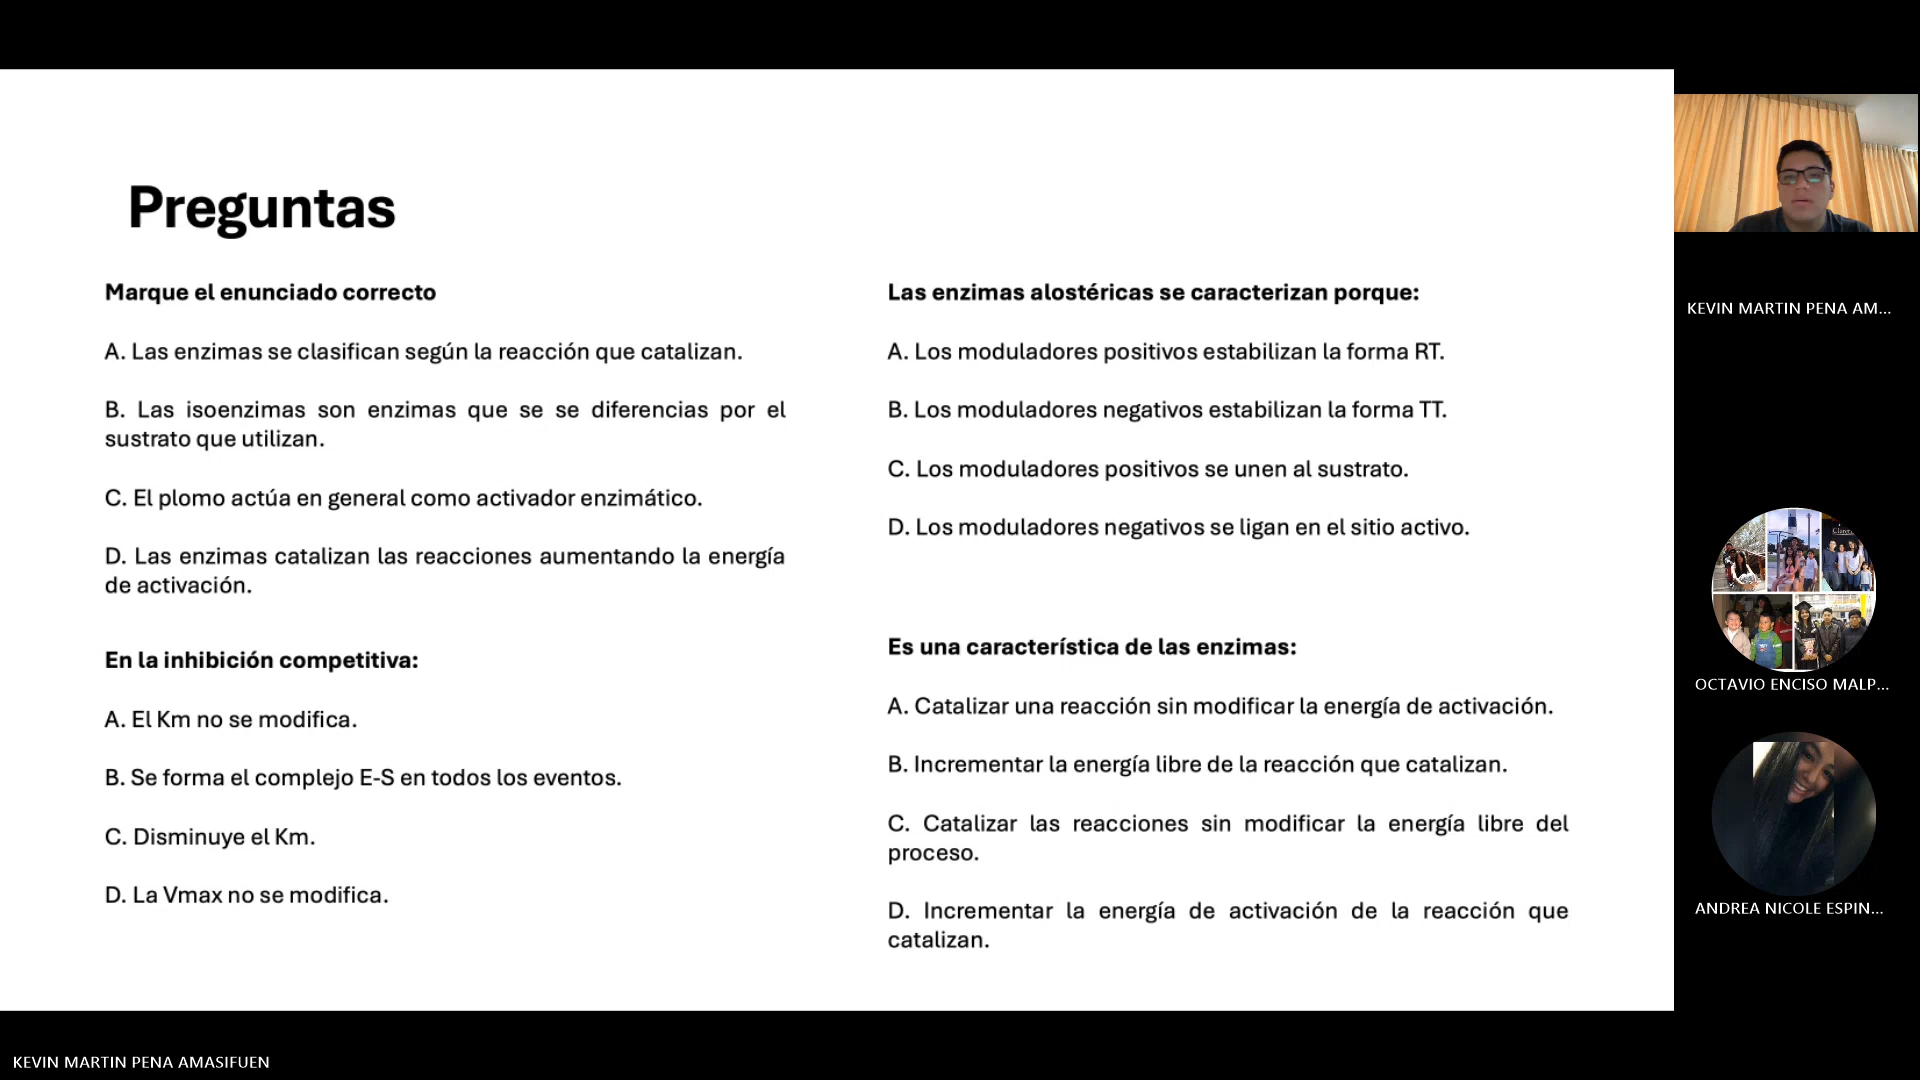 Preguntas
Marque el enunciado correcto
A. Las enzimas se clasifican según la reacción que catalizan.
B. Las isoenzimas son enzimas que se se diferencias por el
sustrato que utilizan.
C. El plomo actúa en general como activador enzimático.
D. Las enzimas catalizan las reacciones aumentando la energía
de activación.
En la inhibición competitiva:
A. El Km no se modifica.
B. Se forma el complejo E-S en todos los eventos.
C. Disminuye el Km.
D. La Vmax no se modifica.
Las enzimas alostéricas se caracterizan porque:
A. Los moduladores positivos estabilizan la forma RT.
B. Los moduladores negativos estabilizan la forma TT.
C. Los moduladores positivos se unen al sustrato.
D. Los moduladores negativos se ligan en el sitio activo.
Es una característica de las enzimas:
A. Catalizar una reacción sin modificar la energía de activación.
B. Incrementar la energía libre de la reacción que catalizan.
C. Catalizar las reacciones sin modificar la energía libre del
proceso.
D. Incrementar la energía de activación de la reacción que
catalizan.
KEVIN MARTIN PENA AM...
OCTAVIO ENCISO MALP...
ANDREA NICOLE ESPIN...
KEVIN MARTIN PENA AMASIFUEN